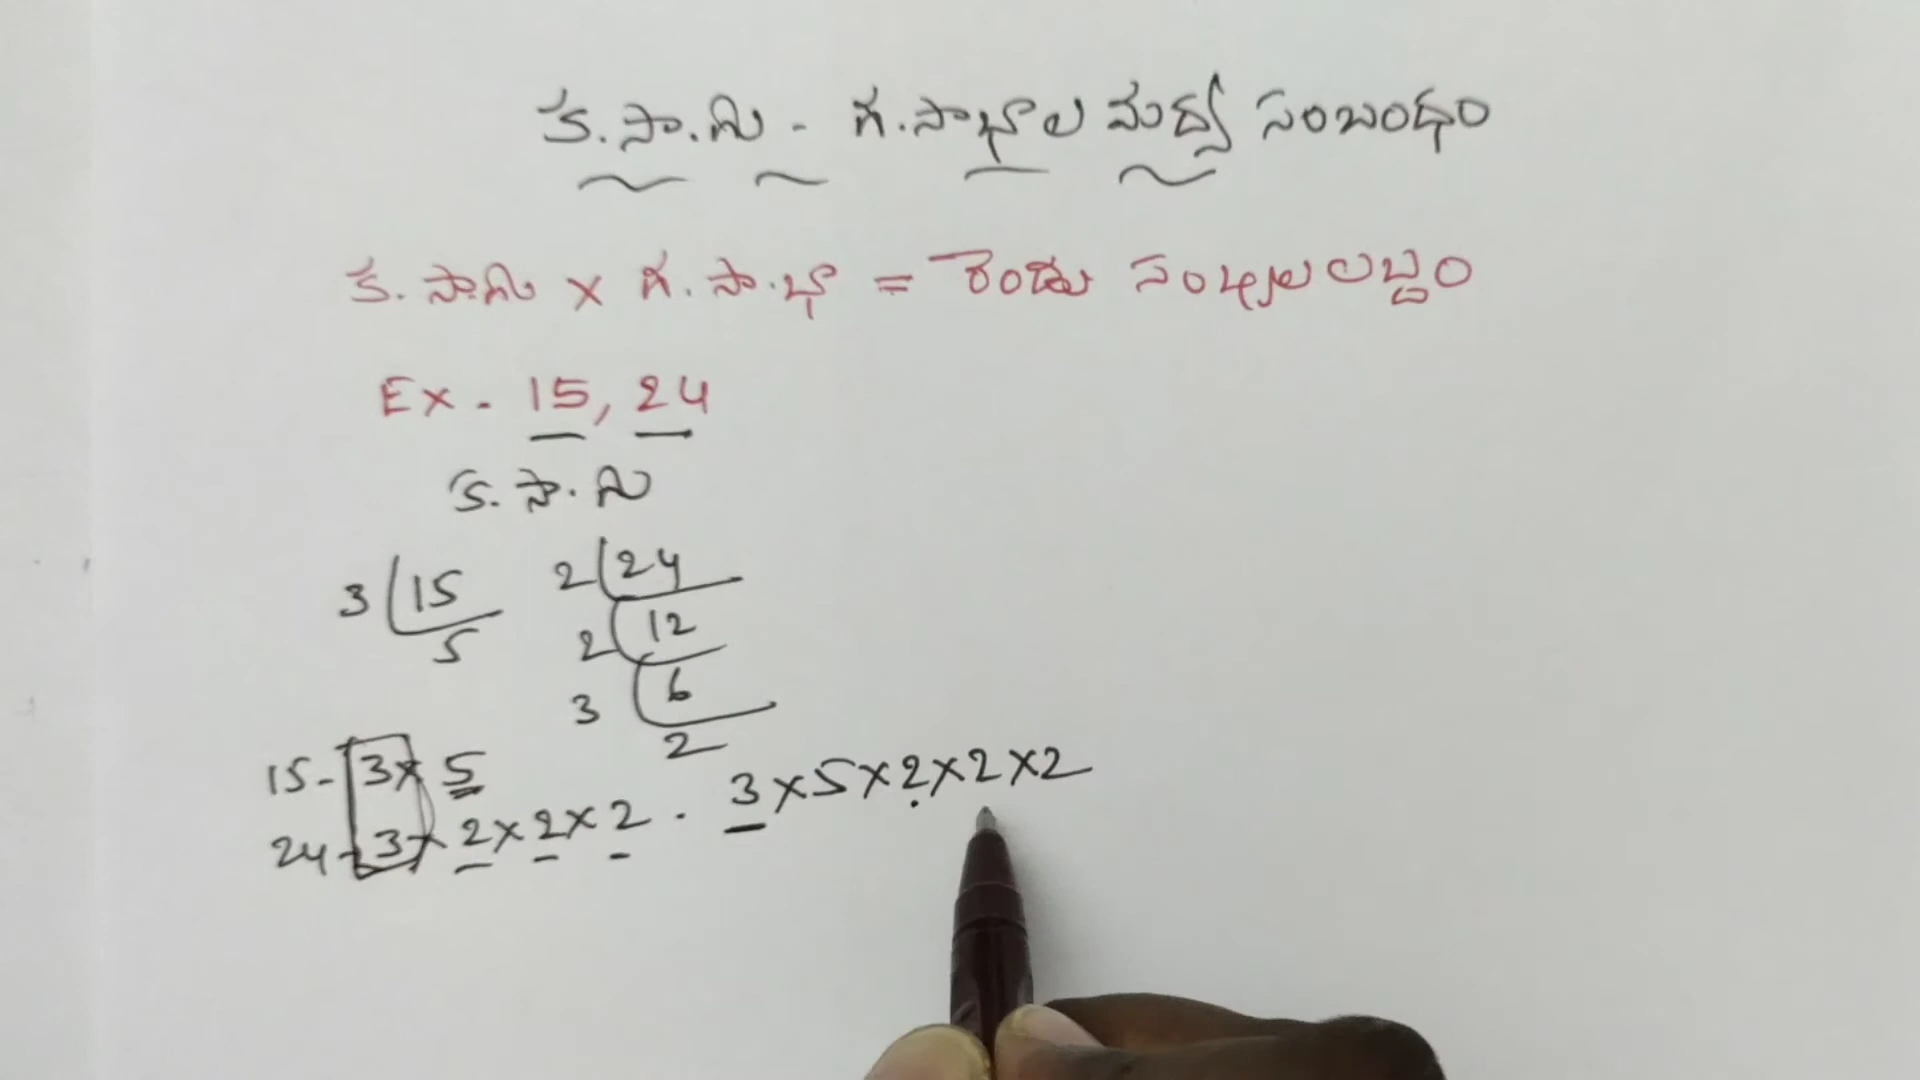 క.సా.గు - గ.సాభాల మధ్య సంబంధం
క.సాగు × గ.సా.భా = రెండు సంఖ్యల లబ్దం
Ex - 15, 24
క.సా.గు
3 15 2 24
5 2 12
3 6
2
15 - 3 × 5
24 - 3 × 2 × 2 × 2 . 3 × 5 × 2 × 2 × 2